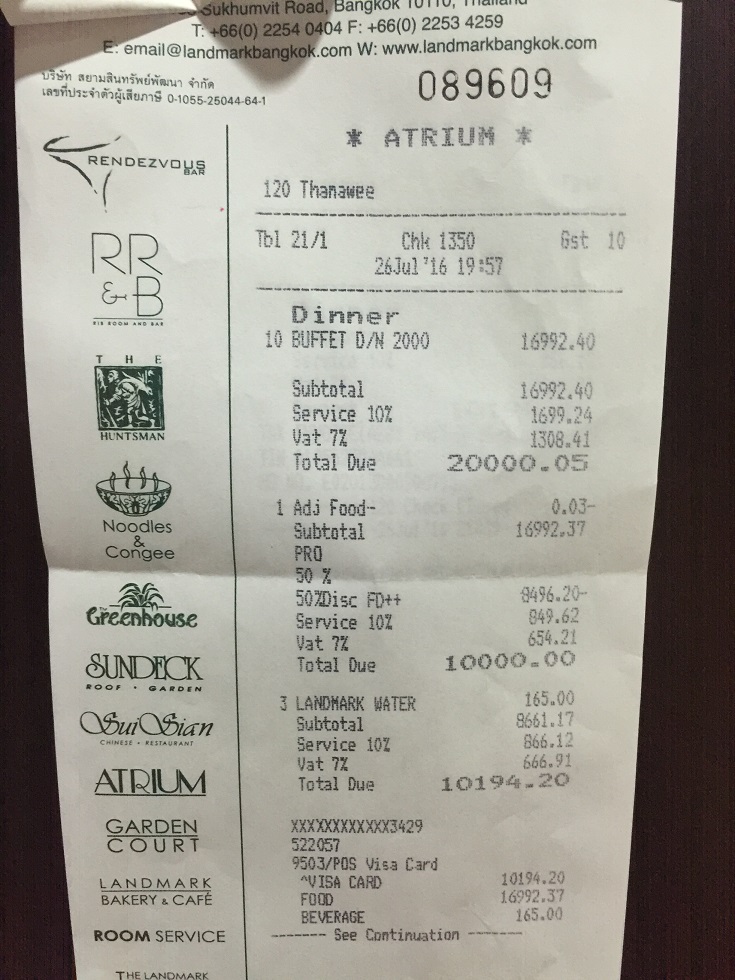 Sukhumvit Road, Bangkok 10110, Thailand
T: +66(0) 2254 0404 F: +66(0) 2253 4259
E: email@landmarkbangkok.com W: www.landmarkbangkok.com
บริษัท สยามสินทรัพย์พัฒนา จำกัด
เลขที่ประจำตัวผู้เสียภาษี 0-1055-25044-64-1
089609
* ATRIUM *
120 Thanawee
Tbl 21/1 Chk 1350 Gst 10
26Jul'16 19:57
Dinner
10 BUFFET D/N 2000 16992.40
Subtotal 16992.40
Service 10% 1699.24
Vat 7% 1308.41
Total Due 20000.05
1 Adj Food- 0.03-
Subtotal 16992.37
PRO
50 %
50%Disc FD++ 8496.20-
Service 10% 849.62
Vat 7% 654.21
Total Due 10000.00
3 LANDMARK WATER 165.00
Subtotal 8661.17
Service 10% 866.12
Vat 7% 666.91
Total Due 10194.20
XXXXXXXXXXXX3429
522057
9503/POS Visa Card
^VISA CARD 10194.20
FOOD 16992.37
BEVERAGE 165.00
------- See Continuation -------
RENDEZVOUS
BAR
RR
& B
RIB ROOM AND BAR
THE
HUNTSMAN
Noodles
&
Congee
The
Greenhouse
SUNDECK
ROOF • GARDEN
Sui Sian
CHINESE • RESTAURANT
ATRIUM
GARDEN
COURT
LANDMARK
BAKERY & CAFÉ
ROOM SERVICE
THE LANDMARK